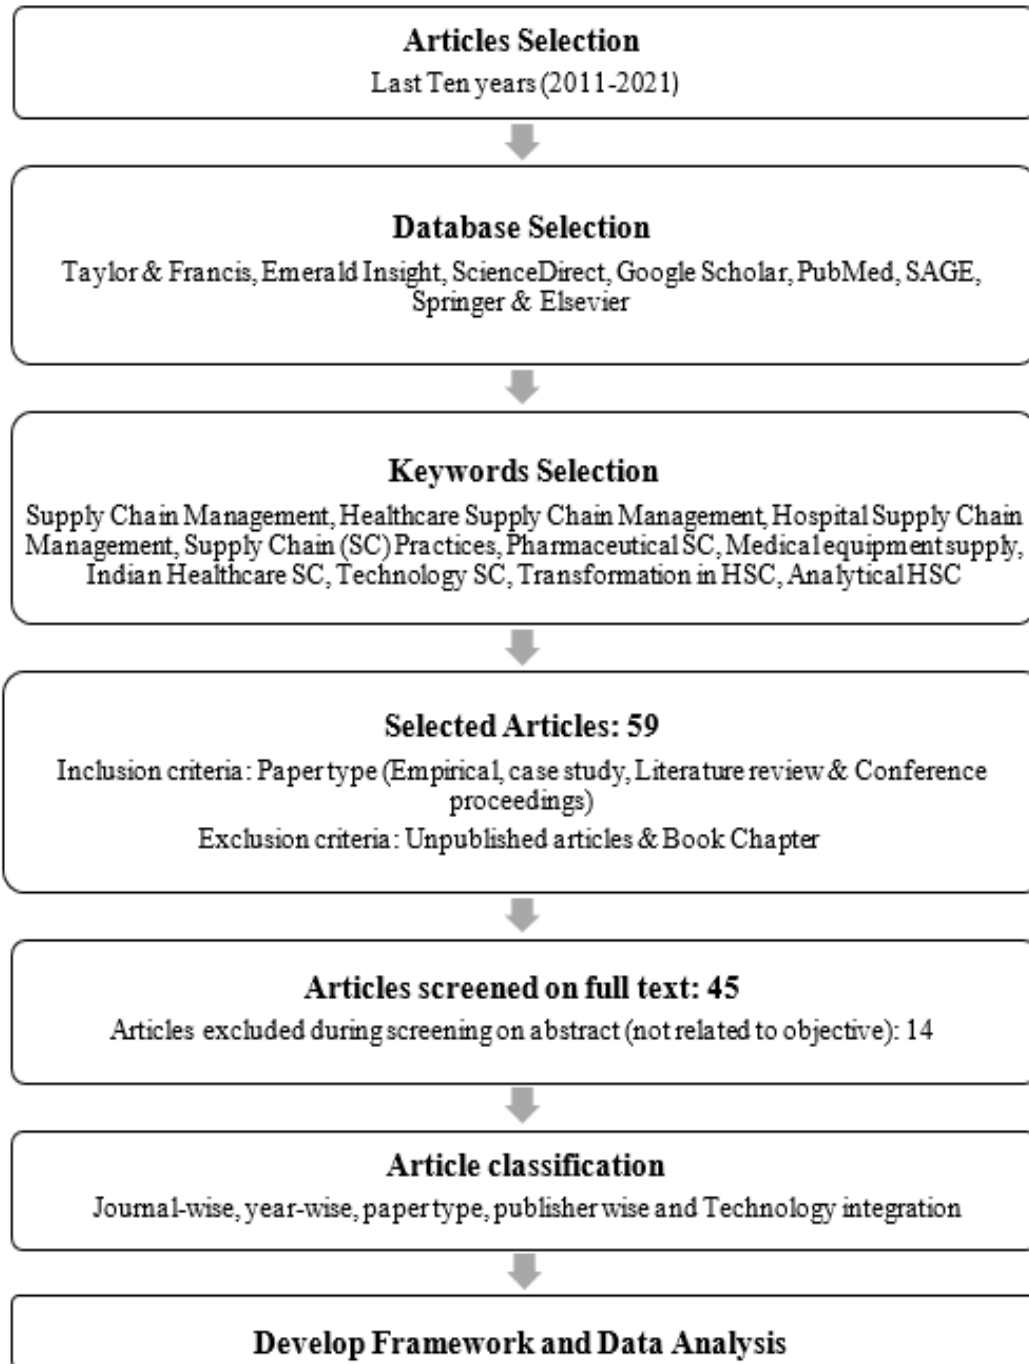 Articles Selection
Last Ten years (2011-2021)
Database Selection
Taylor & Francis, Emerald Insight, ScienceDirect, Google Scholar, PubMed, SAGE,
Springer & Elsevier
Keywords Selection
Supply Chain Management, Healthcare Supply Chain Management, Hospital Supply Chain
Management, Supply Chain (SC) Practices, Pharmaceutical SC, Medical equipment supply,
Indian Healthcare SC, Technology SC, Transformation in HSC, Analytical HSC
Selected Articles: 59
Inclusion criteria: Paper type (Empirical, case study, Literature review & Conference
proceedings)
Exclusion criteria: Unpublished articles & Book Chapter
Articles screened on full text: 45
Articles excluded during screening on abstract (not related to objective): 14
Article classification
Journal-wise, year-wise, paper type, publisher wise and Technology integration
Develop Framework and Data Analysis